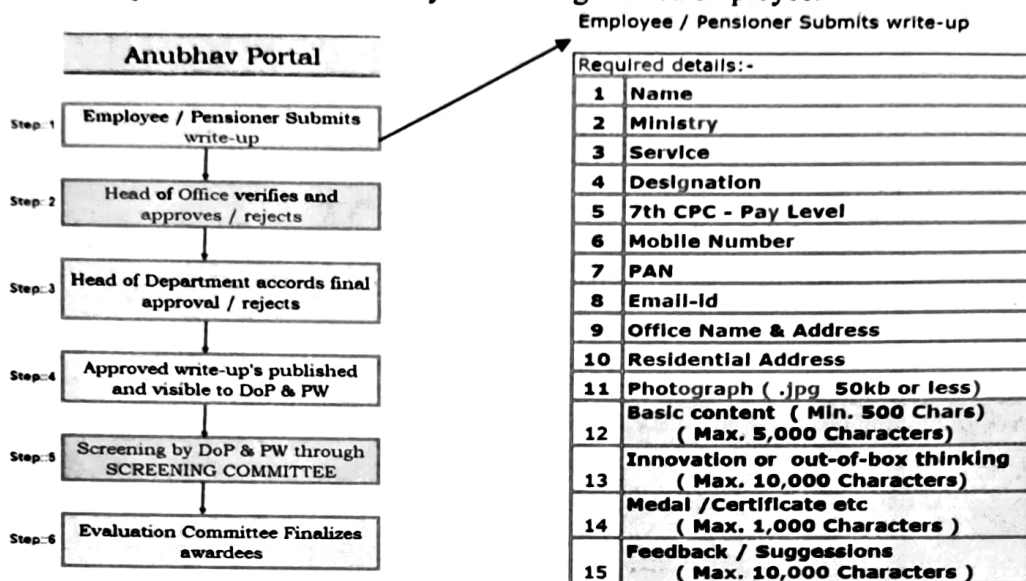 Employee / Pensioner Submits write-up
Anubhav Portal
Step:1
Employee / Pensioner Submits
write-up
Step: 2
Head of Office verifies and
approves / rejects
Step:3
Head of Department accords final
approval / rejects
Step:4
Approved write-up's published
and visible to DoP & PW
Step:5
Screening by DoP & PW through
SCREENING COMMITTEE
Step:6
Evaluation Committee Finalizes
awardees
Required details:-
1 Name
2 Ministry
3 Service
4 Designation
5 7th CPC - Pay Level
6 Mobile Number
7 PAN
8 Email-id
9 Office Name & Address
10 Residential Address
11 Photograph ( .jpg 50kb or less)
Basic content ( Min. 500 Chars)
12 ( Max. 5,000 Characters)
Innovation or out-of-box thinking
13 ( Max. 10,000 Characters)
Medal /Certificate etc
14 ( Max. 1,000 Characters )
Feedback / Suggessions
15 ( Max. 10,000 Characters )